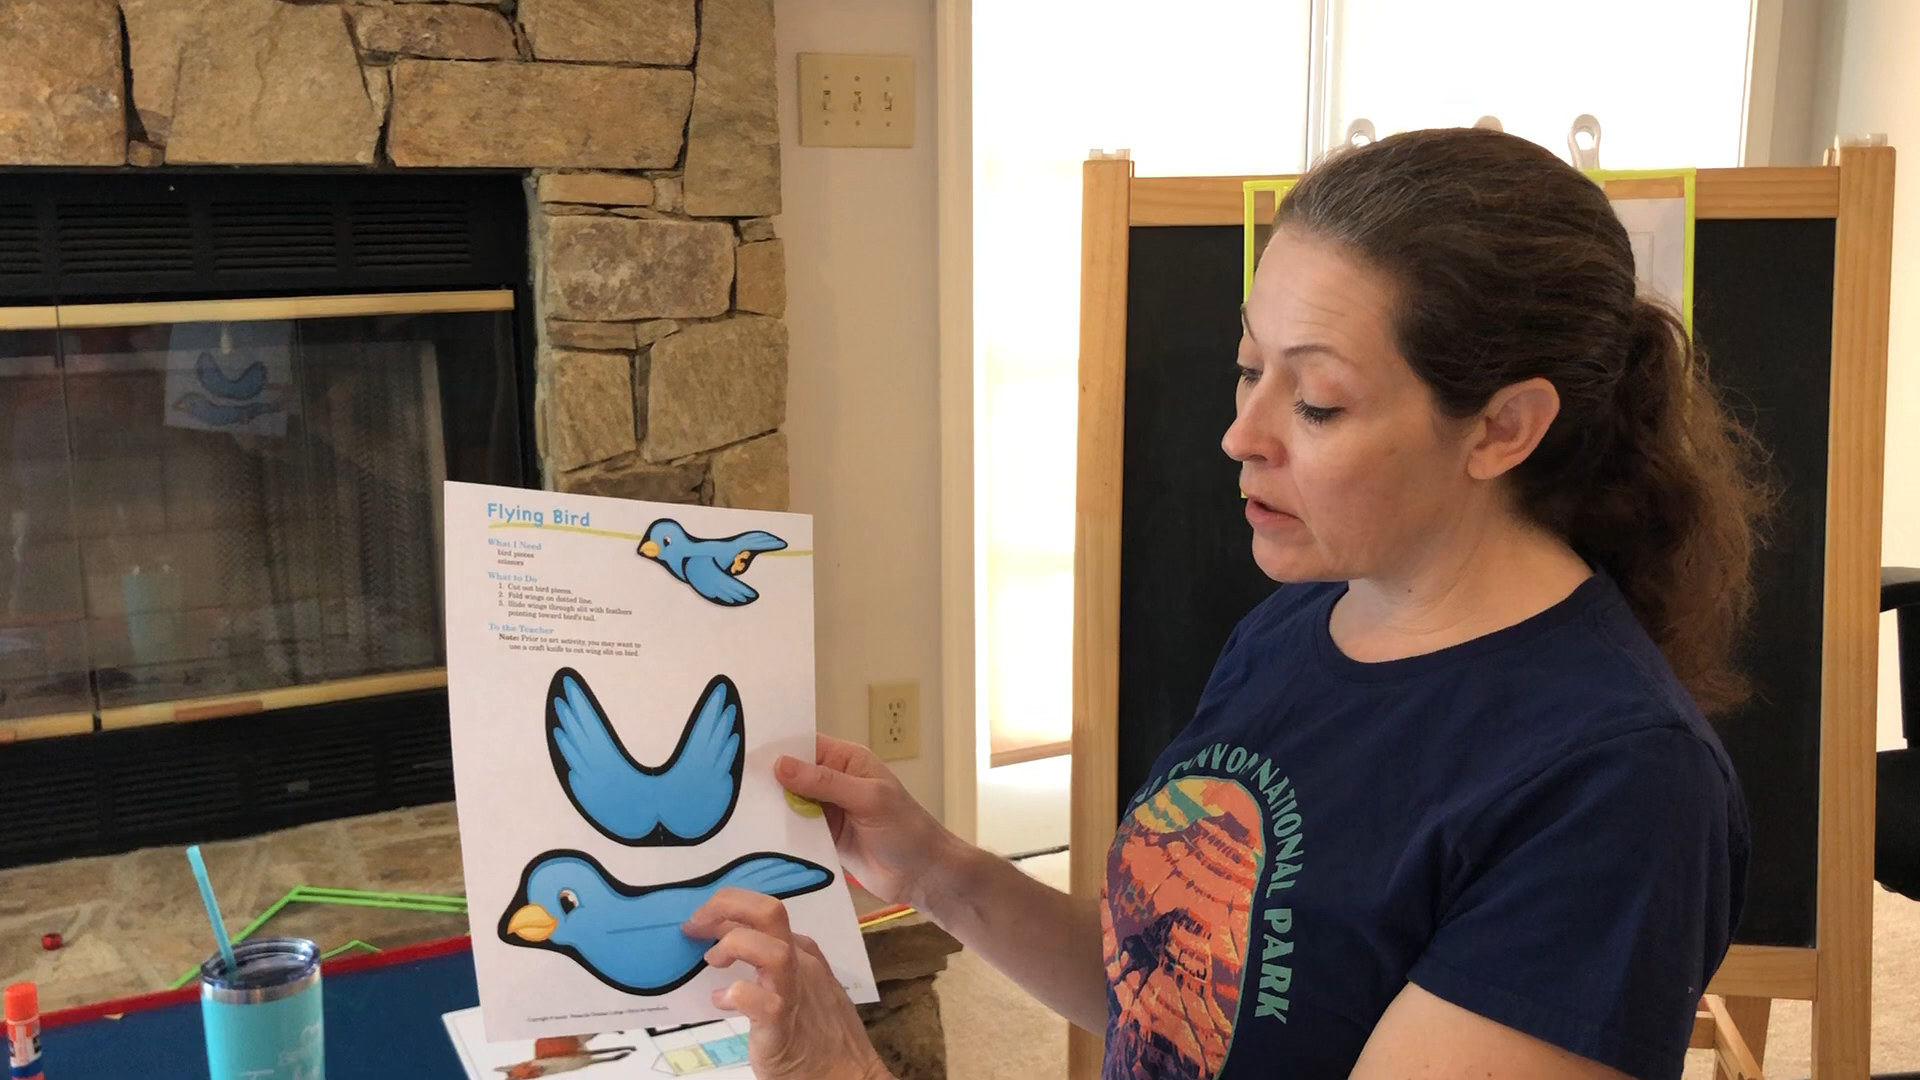 Flying Bird
What I Need
bird pieces
scissors
What to Do
1. Cut out bird pieces.
2. Fold wings on dotted line.
3. Slide wings through slit with feathers
pointing toward bird's tail.
To the Teacher
Note: Prior to art activity, you may want to
use a craft knife to cut wing slit on bird.
NATIONAL PARK